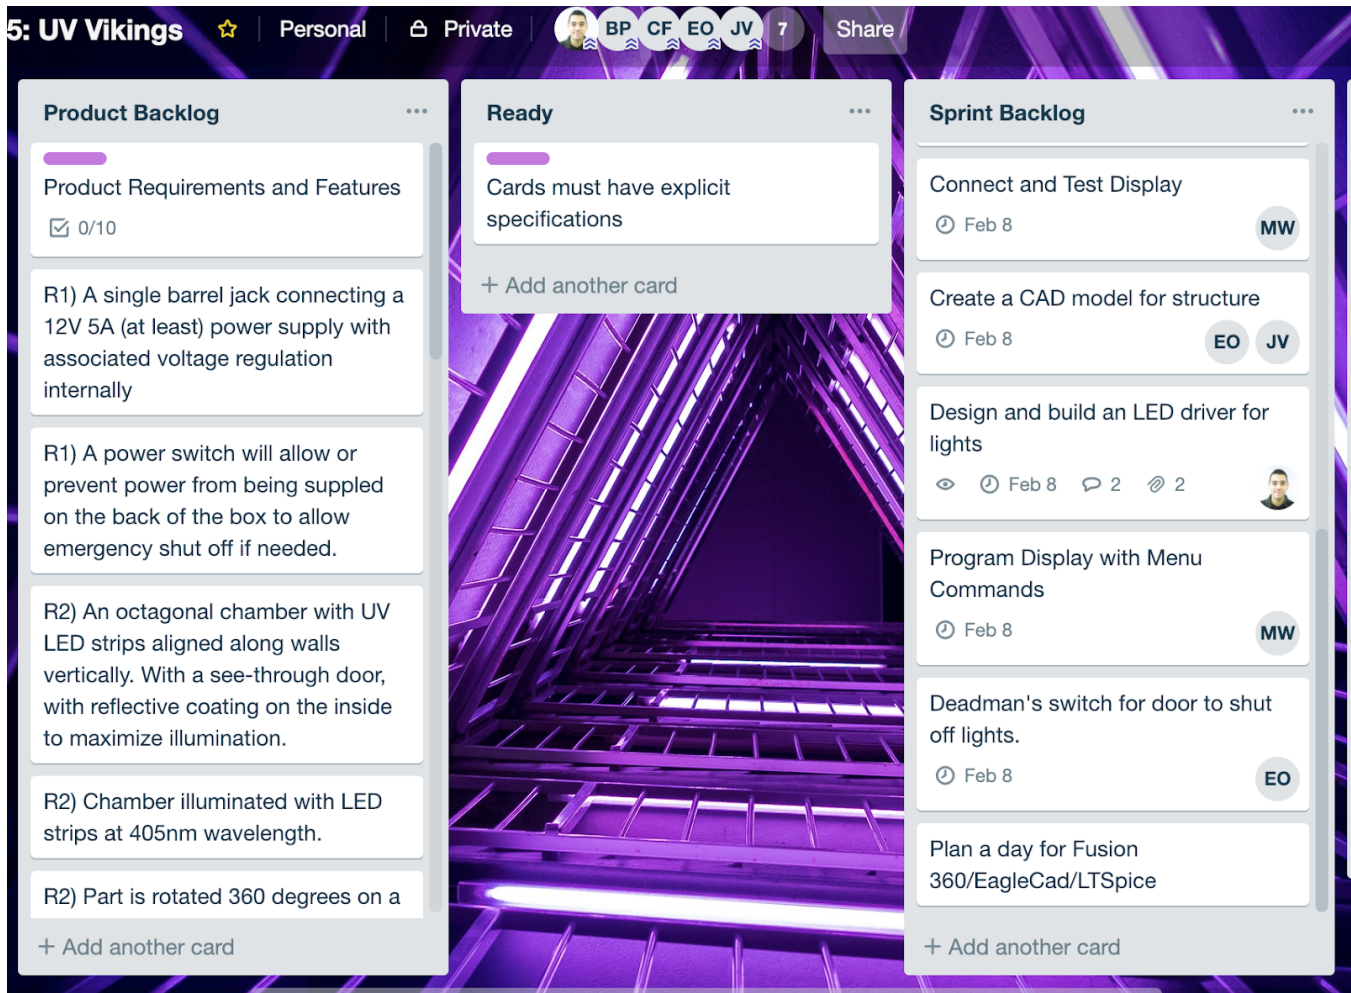 5: UV Vikings
Personal
Private
BP
CF
EO
JV
7
Share
Product Backlog
Product Requirements and Features
0/10
R1) A single barrel jack connecting a
12V 5A (at least) power supply with
associated voltage regulation
internally
R1) A power switch will allow or
prevent power from being suppled
on the back of the box to allow
emergency shut off if needed.
R2) An octagonal chamber with UV
LED strips aligned along walls
vertically. With a see-through door,
with reflective coating on the inside
to maximize illumination.
R2) Chamber illuminated with LED
strips at 405nm wavelength.
R2) Part is rotated 360 degrees on a
+ Add another card
Ready
Cards must have explicit
specifications
+ Add another card
Sprint Backlog
Connect and Test Display
Feb 8
MW
Create a CAD model for structure
Feb 8
EO
JV
Design and build an LED driver for
lights
Feb 8
2
2
Program Display with Menu
Commands
Feb 8
MW
Deadman's switch for door to shut
off lights.
Feb 8
EO
Plan a day for Fusion
360/EagleCad/LTSpice
+ Add another card